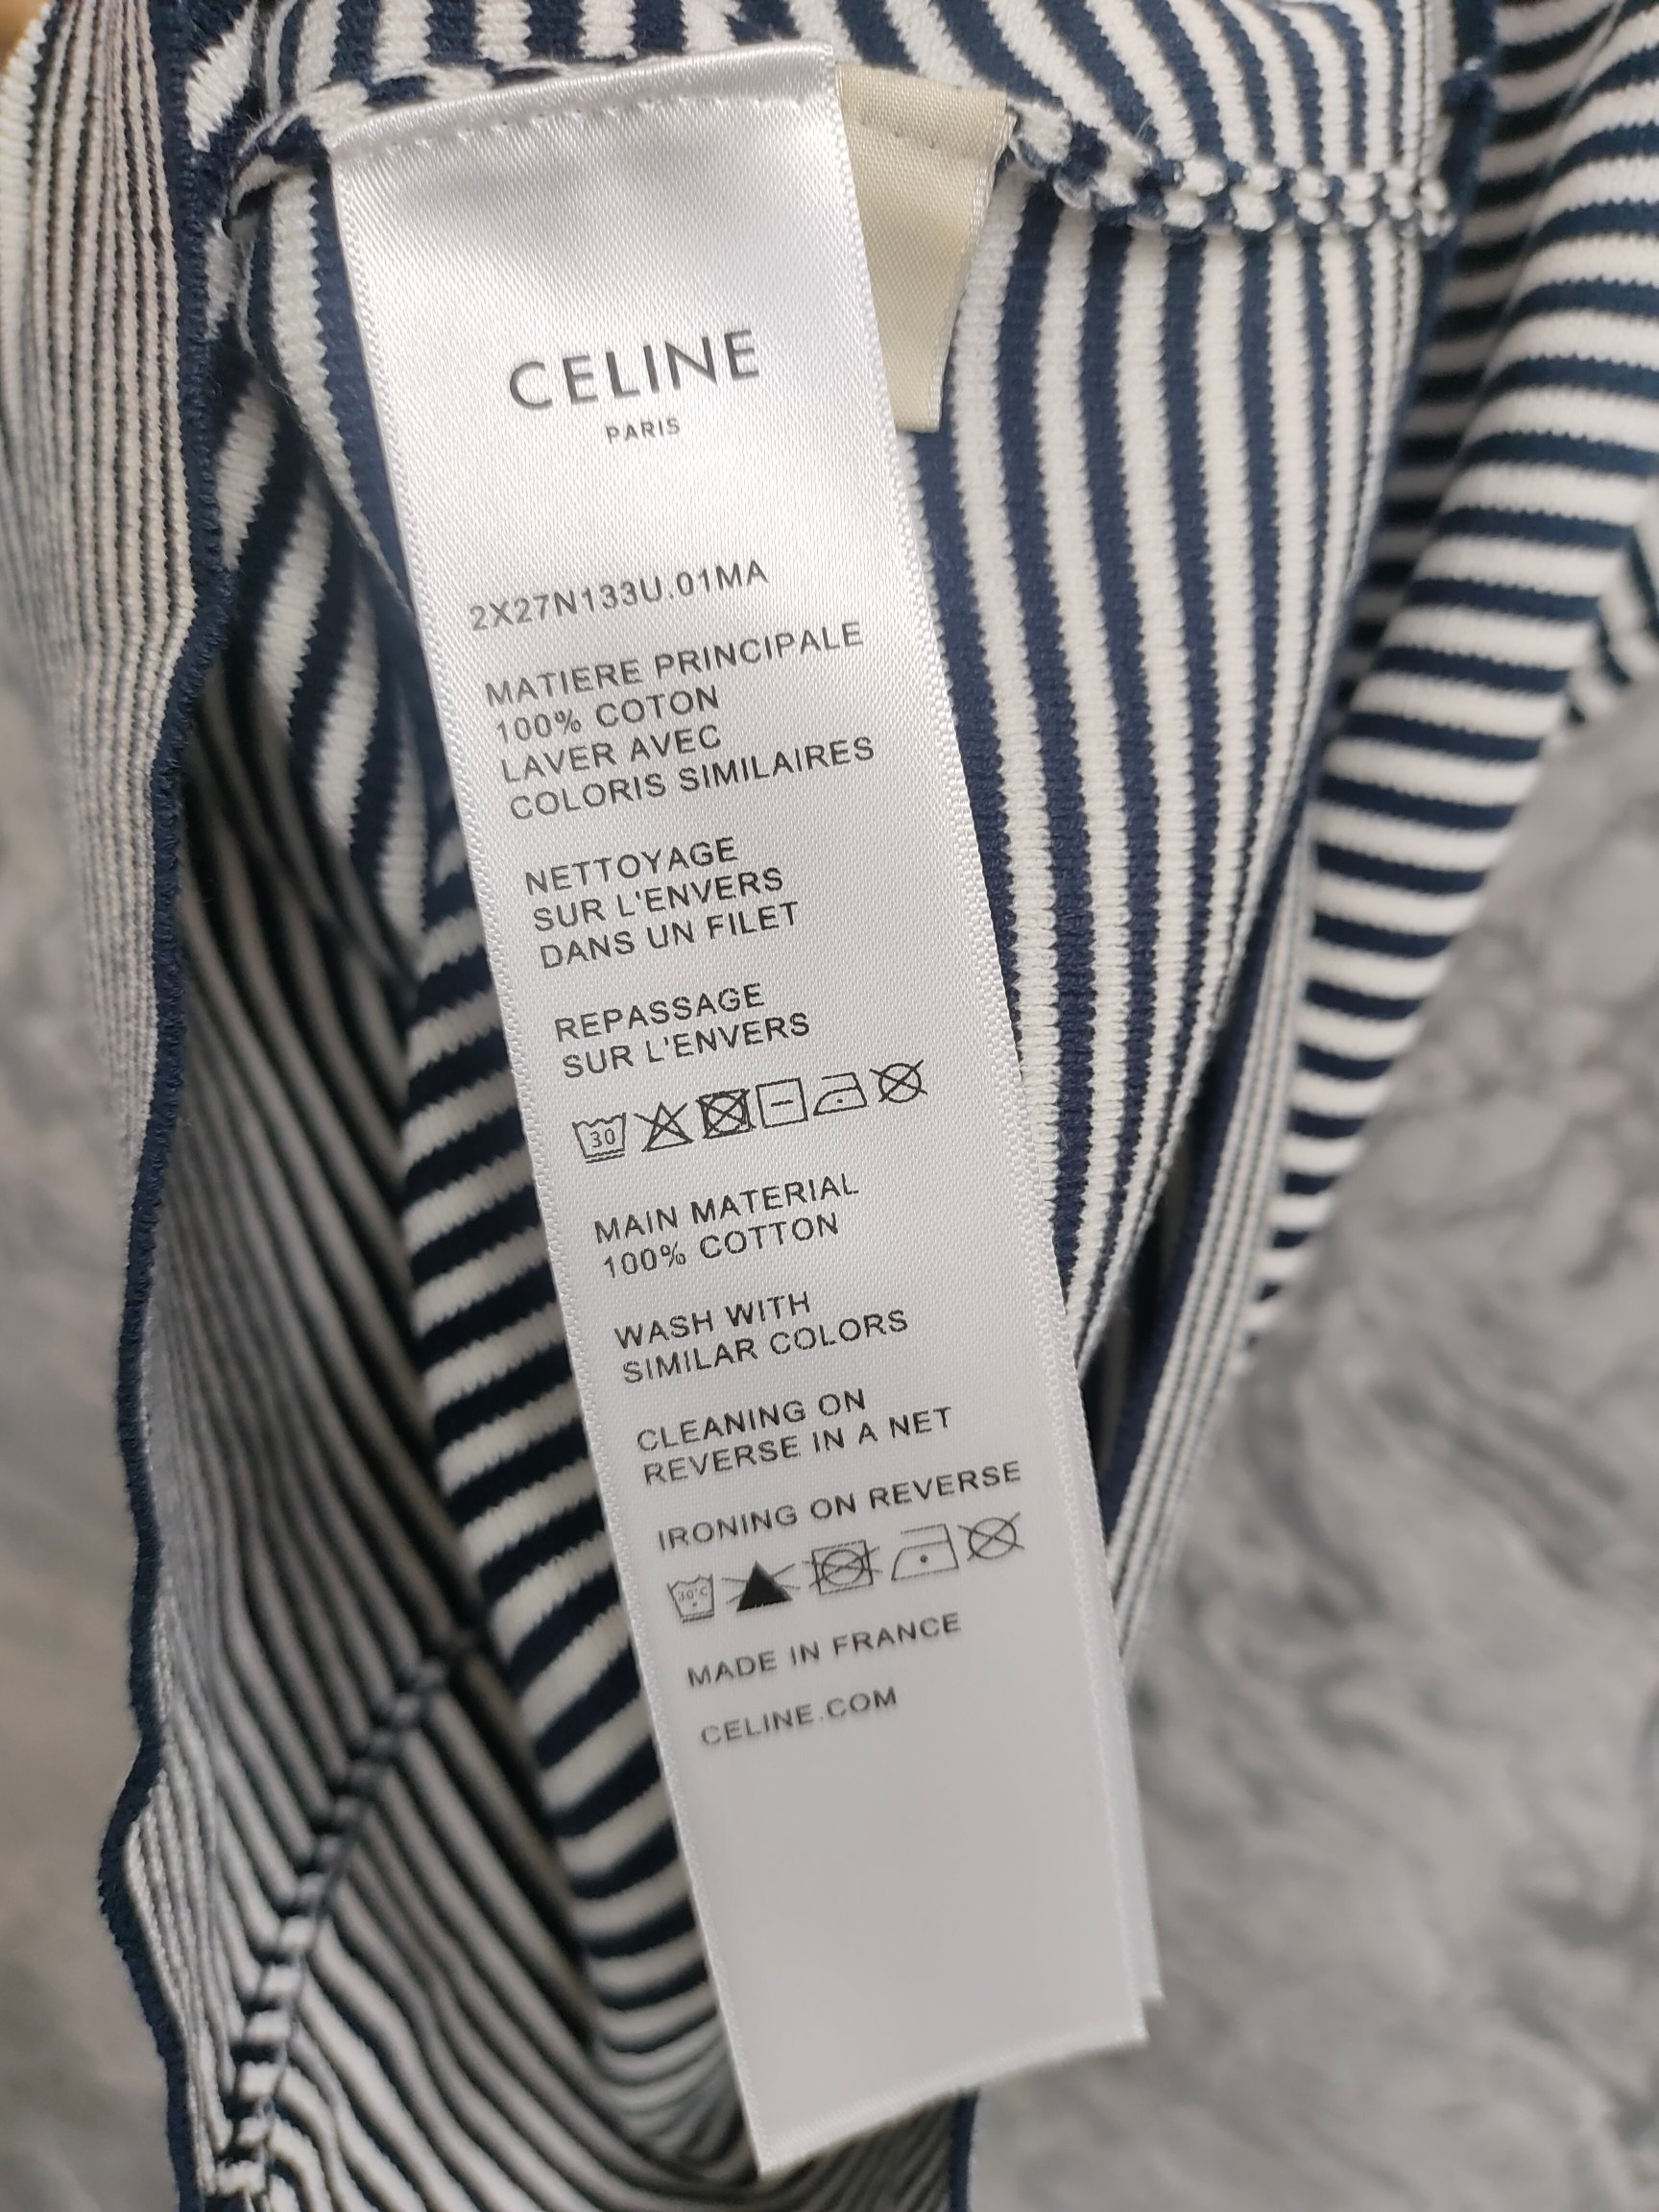 CELINE
PARIS
2X27N133U.01MA
MATIERE PRINCIPALE
100% COTON
LAVER AVEC
COLORIS SIMILAIRES
NETTOYAGE
SUR L'ENVERS
DANS UN FILET
REPASSAGE
SUR L'ENVERS
30
MAIN MATERIAL
100% COTTON
WASH WITH
SIMILAR COLORS
CLEANING ON
REVERSE IN A NET
IRONING ON REVERSE
30°C
MADE IN FRANCE
CELINE.COM